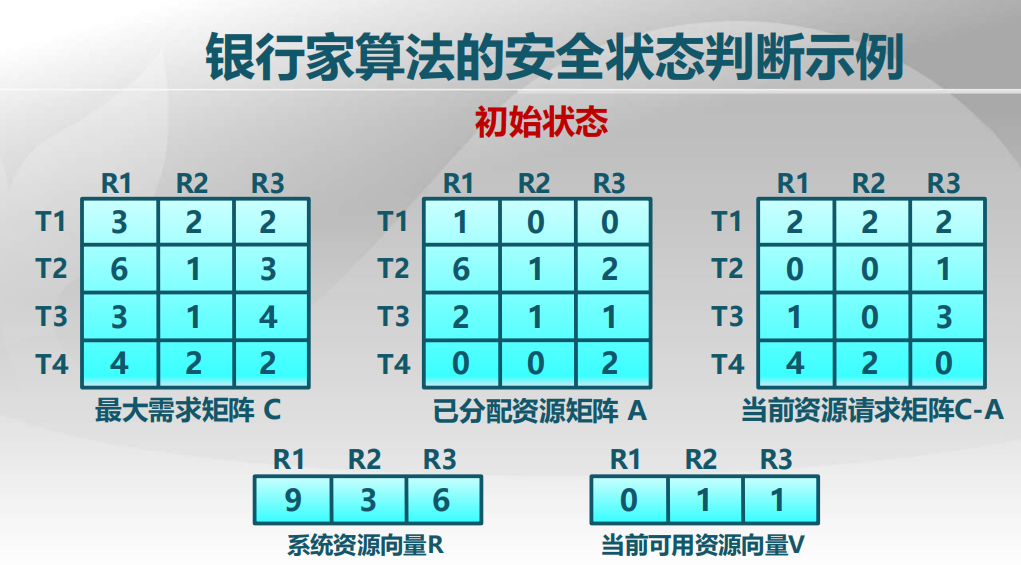 银行家算法的安全状态判断示例
初始状态
R1 R2 R3 R1 R2 R3 R1 R2 R3
T1 3 2 2 T1 1 0 0 T1 2 2 2
T2 6 1 3 T2 6 1 2 T2 0 0 1
T3 3 1 4 T3 2 1 1 T3 1 0 3
T4 4 2 2 T4 0 0 2 T4 4 2 0
最大需求矩阵 C 已分配资源矩阵 A 当前资源请求矩阵C-A
R1 R2 R3 R1 R2 R3
9 3 6 0 1 1
系统资源向量R 当前可用资源向量V